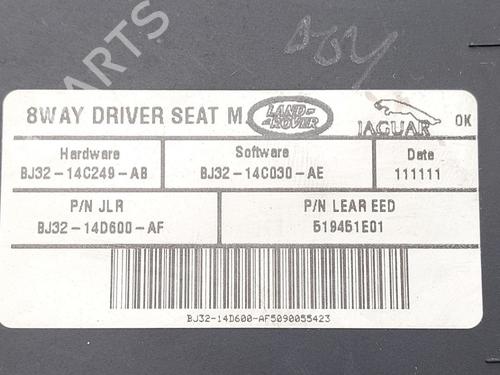 PARTS
8WAY DRIVER SEAT M
LAND-
ROVER
JAGUAR
OK
Hardware
BJ32-14C249-AB
Software
BJ32-14C030-AE
Date
111111
P/N JLR
BJ32-14D600-AF
P/N LEAR EED
519451E01
BJ32-14D600-AF5090055423